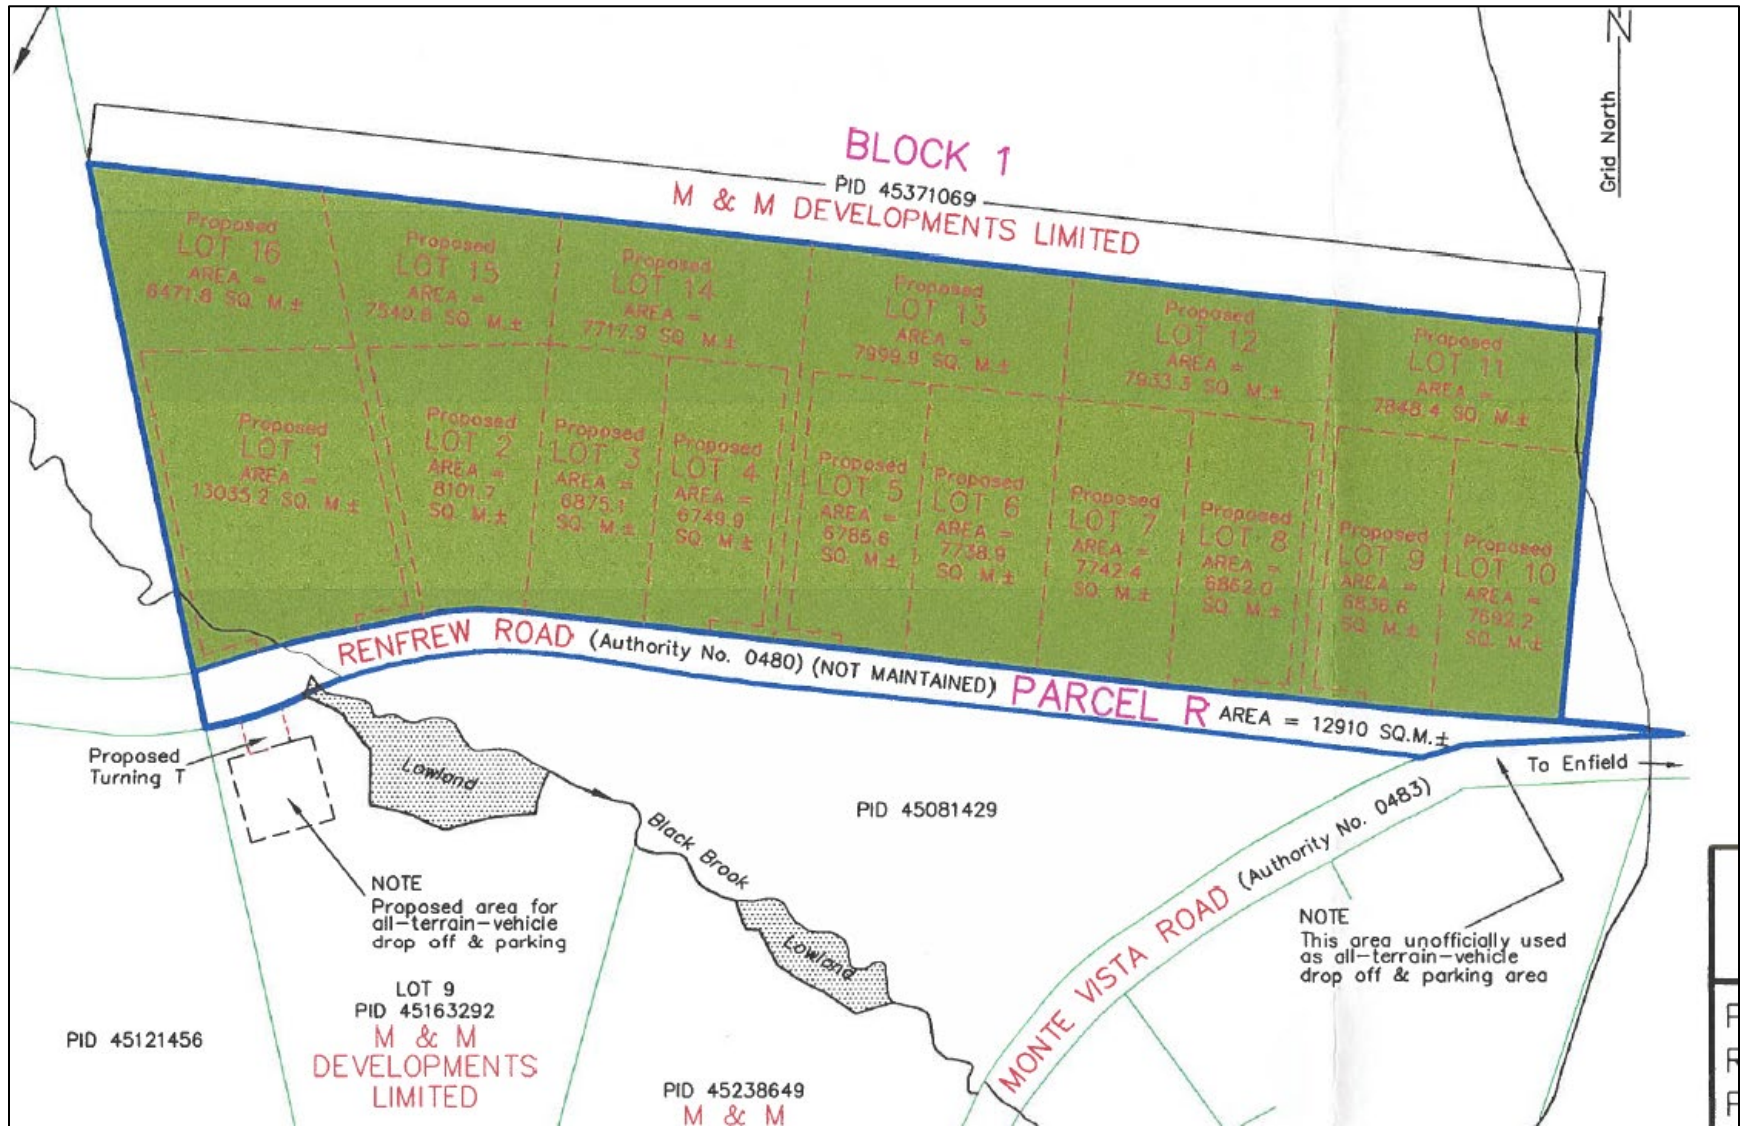 N
Grid North
BLOCK 1
PID 45371069
M & M DEVELOPMENTS LIMITED
Proposed
LOT 16
AREA =
6471.8 SQ. M.±
Proposed
LOT 15
AREA =
7540.8 SQ. M.±
Proposed
LOT 14
AREA =
7717.9 SQ. M.±
Proposed
LOT 13
AREA =
7999.9 SQ. M.±
Proposed
LOT 12
AREA =
7933.3 SQ. M.±
Proposed
LOT 11
AREA =
7848.4 SQ. M.±
Proposed
LOT 1
AREA =
13035.2 SQ. M.±
Proposed
LOT 2
AREA =
8101.7
SQ. M.±
Proposed
LOT 3
AREA =
6875.1
SQ. M.±
Proposed
LOT 4
AREA =
6749.9
SQ. M.±
Proposed
LOT 5
AREA =
6785.6
SQ. M.±
Proposed
LOT 6
AREA =
7738.9
SQ. M.±
Proposed
LOT 7
AREA =
7742.4
SQ. M.±
Proposed
LOT 8
AREA =
6862.0
SQ. M.±
Proposed
LOT 9
AREA =
6836.6
SQ. M.±
Proposed
LOT 10
AREA =
7692.2
SQ. M.±
RENFREW ROAD (Authority No. 0480) (NOT MAINTAINED) PARCEL R AREA = 12910 SQ.M.±
Proposed
Turning T
Lowland
To Enfield
PID 45081429
Black Brook
NOTE
Proposed area for
all-terrain-vehicle
drop off & parking
Lowland
MONTE VISTA ROAD (Authority No. 0483)
NOTE
This area unofficially used
as all-terrain-vehicle
drop off & parking area
LOT 9
PID 45163292
M & M
DEVELOPMENTS
LIMITED
PID 45121456
PID 45238649
M & M